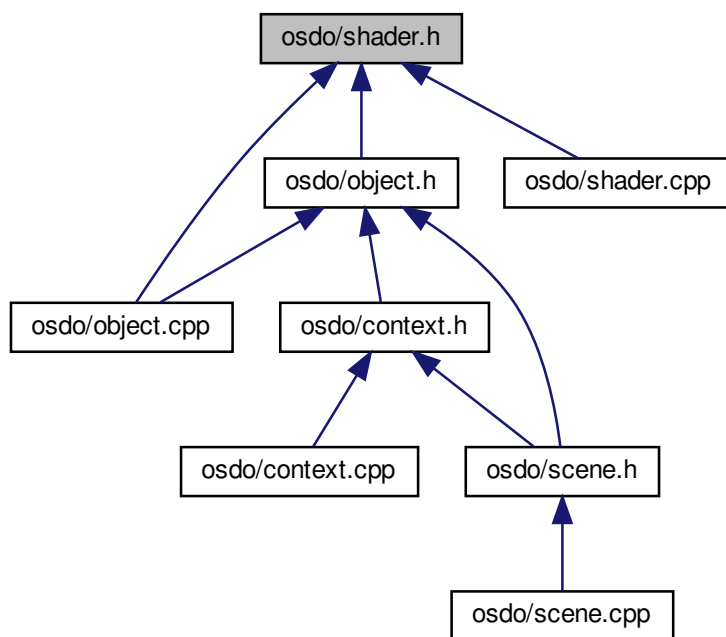 osdo/shader.h
osdo/object.h
osdo/shader.cpp
osdo/object.cpp
osdo/context.h
osdo/context.cpp
osdo/scene.h
osdo/scene.cpp